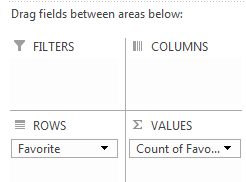 Drag fields between areas below:
FILTERS
COLUMNS
ROWS
Σ VALUES
Favorite
Count of Favo...